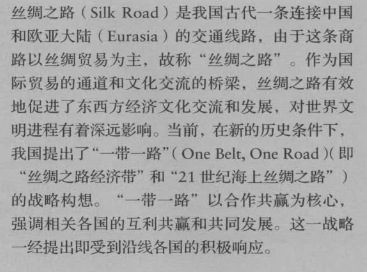 丝绸之路（Silk Road）是我国古代一条连接中国
和欧亚大陆（Eurasia）的交通线路，由于这条商
路以丝绸贸易为主，故称“丝绸之路”。作为国
际贸易的通道和文化交流的桥梁，丝绸之路有效
地促进了东西方经济文化交流和发展，对世界文
明进程有着深远影响。当前，在新的历史条件下，
我国提出了“一带一路”（One Belt, One Road）（即
“丝绸之路经济带”和“21世纪海上丝绸之路”）
的战略构想。“一带一路”以合作共赢为核心，
强调相关各国的互利共赢和共同发展。这一战略
一经提出即受到沿线各国的积极响应。